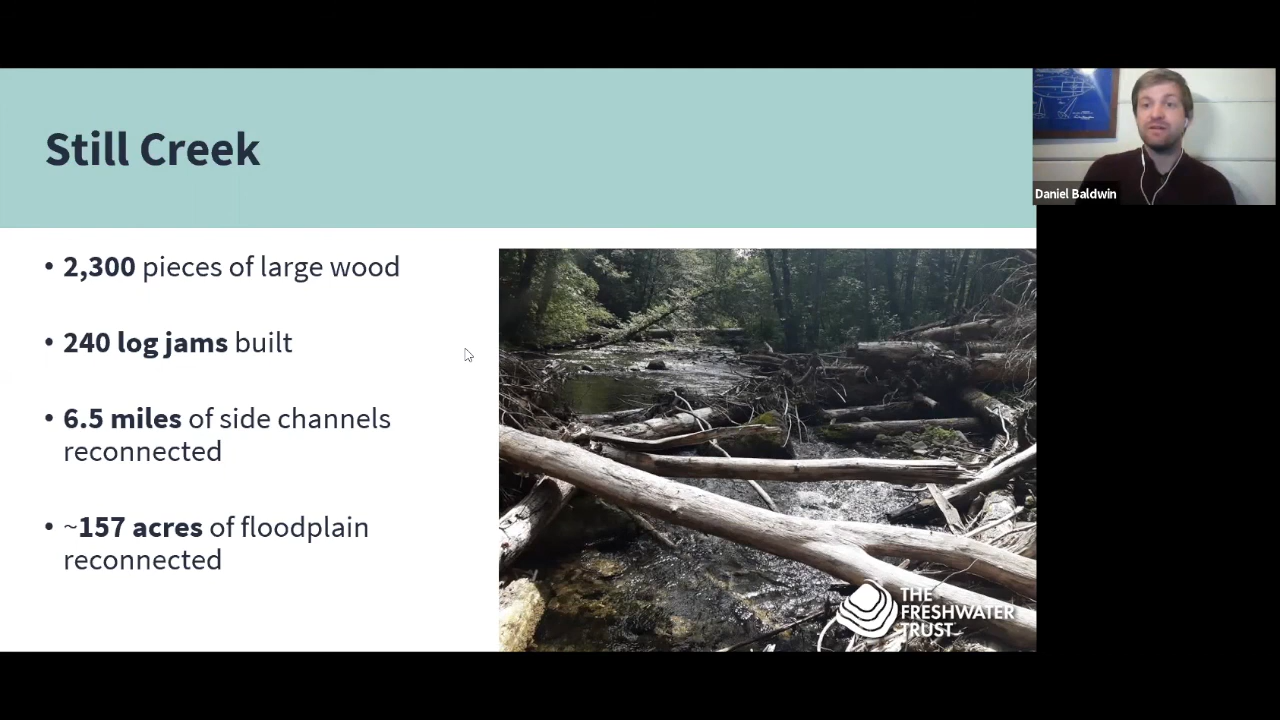 Still Creek
Daniel Baldwin
• 2,300 pieces of large wood
• 240 log jams built
• 6.5 miles of side channels
reconnected
• ~157 acres of floodplain
reconnected
THE
FRESHWATER
TRUST